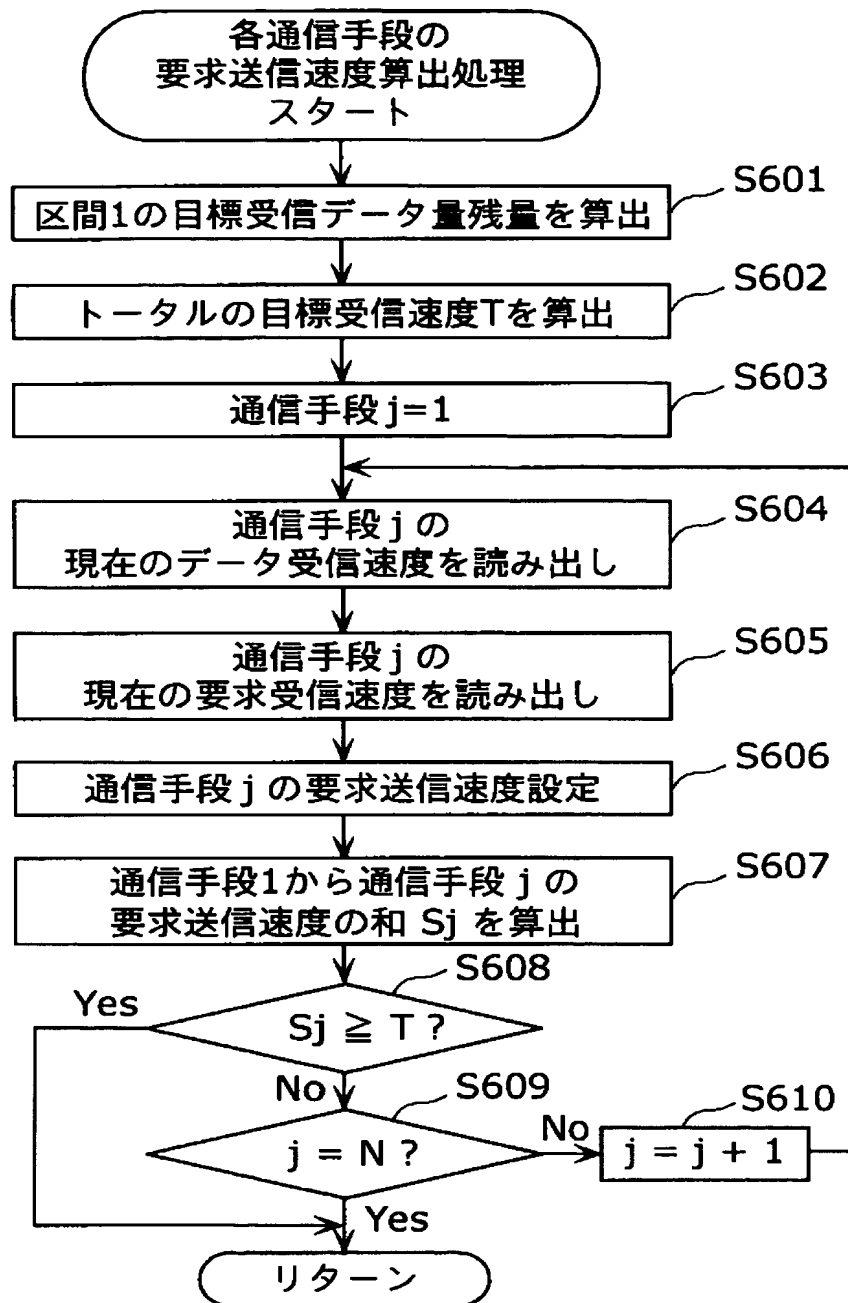 各通信手段の
要求送信速度算出処理
スタート
S601
区間1の目標受信データ量残量を算出
S602
トータルの目標受信速度Tを算出
S603
通信手段j=1
S604
通信手段jの
現在のデータ受信速度を読み出し
S605
通信手段jの
現在の要求受信速度を読み出し
S606
通信手段jの要求送信速度設定
S607
通信手段1から通信手段jの
要求送信速度の和 Sj を算出
S608
Yes
Sj ≧ T ?
No
S609
j = N ?
No
S610
j = j + 1
Yes
リターン